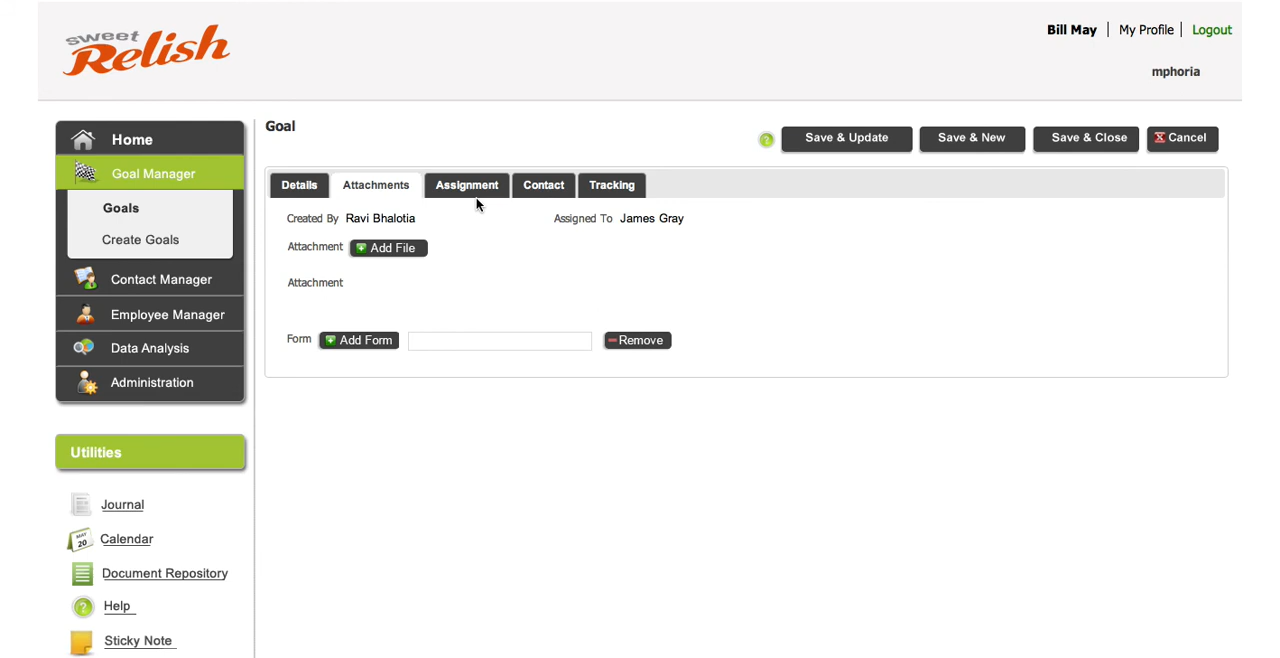 sweet
Relish
Bill May | My Profile | Logout
mphoria
Home
Goal Manager
Goals
Create Goals
Contact Manager
Employee Manager
Data Analysis
Administration
Utilities
Journal
MAY
20
Calendar
Document Repository
? Help
Sticky Note
Goal
? Save & Update Save & New Save & Close X Cancel
Details Attachments Assignment Contact Tracking
Created By Ravi Bhalotia Assigned To James Gray
Attachment Add File
Attachment
Form Add Form Remove